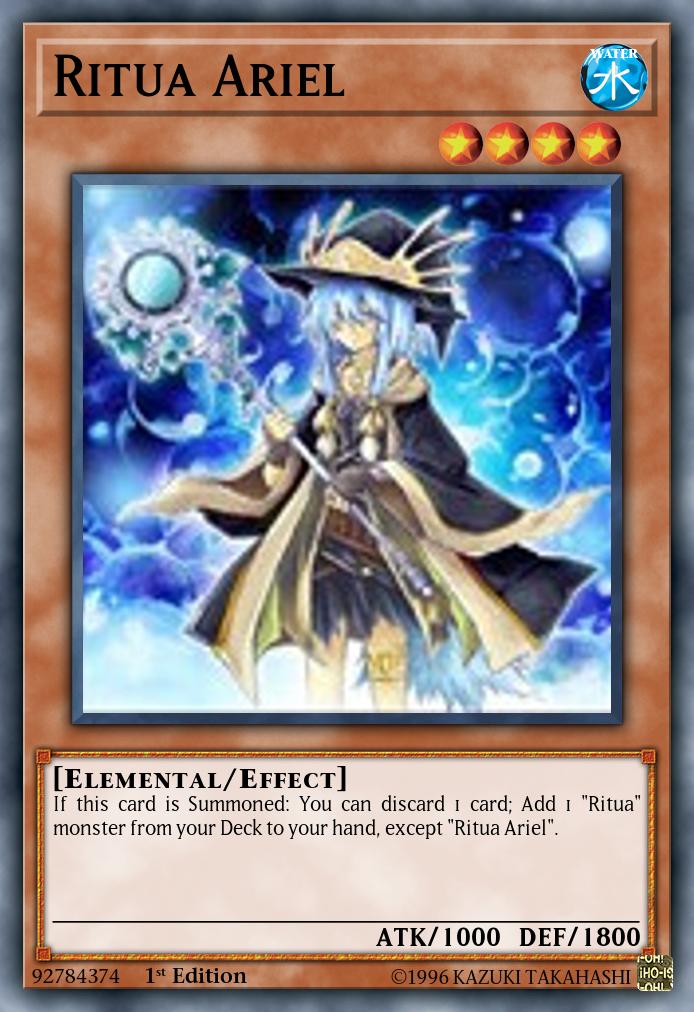 Ritua Ariel
WATER
水
[Elemental/Effect]
If this card is Summoned: You can discard 1 card; Add 1 "Ritua"
monster from your Deck to your hand, except "Ritua Ariel".
ATK/1000 DEF/1800
92784374 1st Edition ©1996 KAZUKI TAKAHASHI